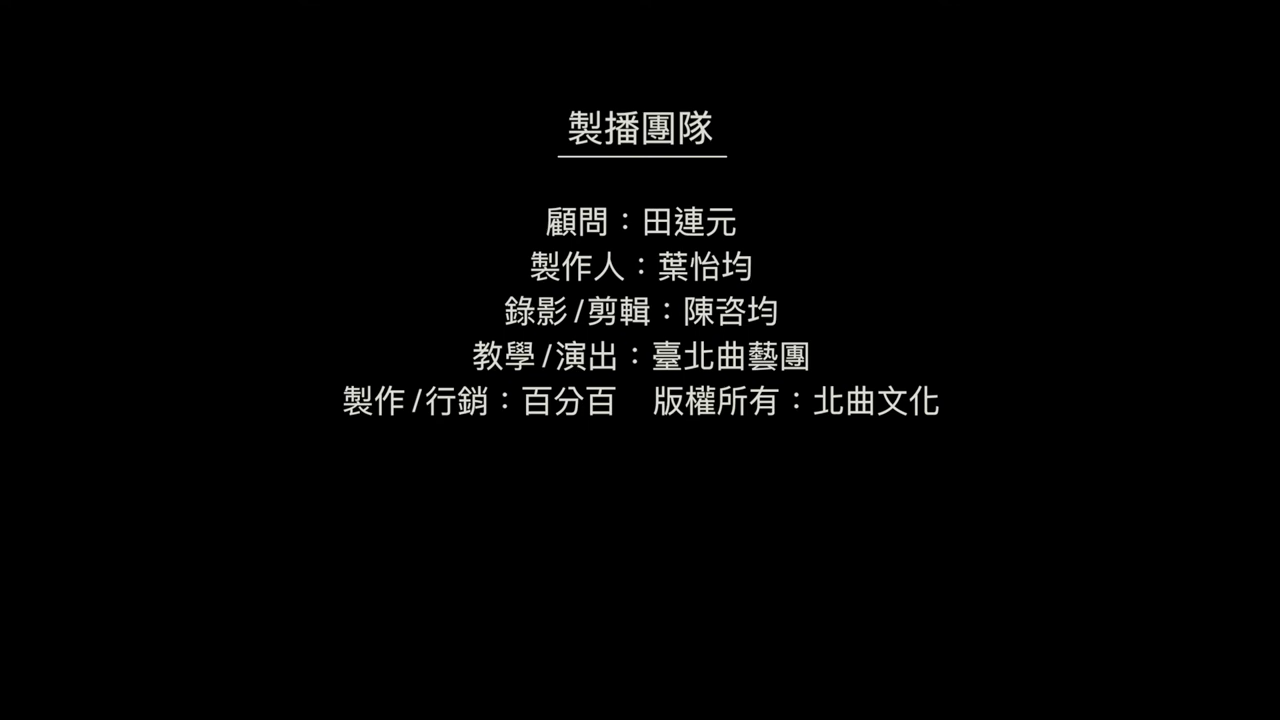 製播團隊
顧問：田連元
製作人：葉怡均
錄影/剪輯：陳咨均
教學/演出：臺北曲藝團
製作/行銷：百分百　版權所有：北曲文化